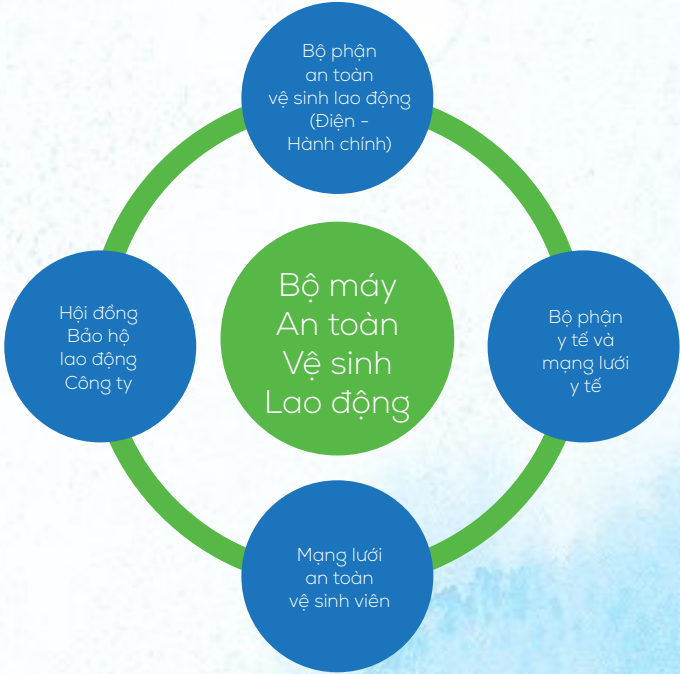 Bộ phận
an toàn
vệ sinh lao động
(Điện -
Hành chính)
Hội đồng
Bảo hộ
lao động
Công ty
Bộ máy
An toàn
Vệ sinh
Lao động
Bộ phận
y tế và
mạng lưới
y tế
Mạng lưới
an toàn
vệ sinh viên